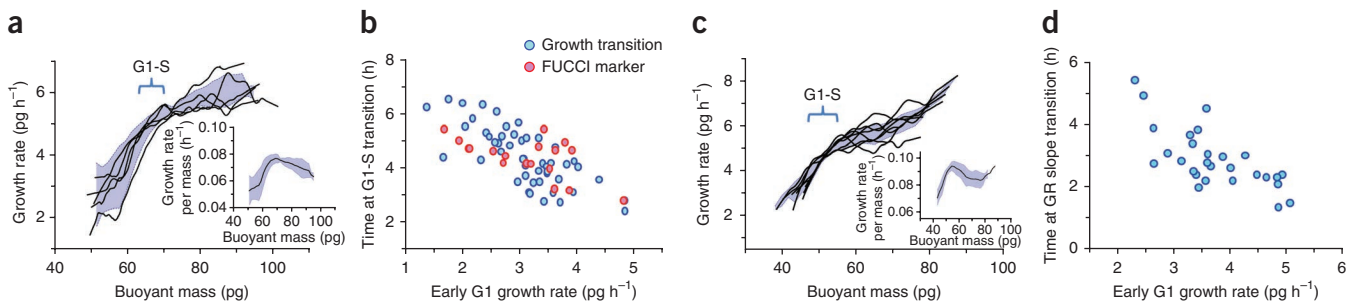 a
Growth rate (pg h⁻¹)
6
4
2
40
60
80
100
Buoyant mass (pg)
G1-S
Growth rate
per mass (h⁻¹)
0.10
0.08
0.06
0.04
50
100
Buoyant mass (pg)
b
Growth transition
FUCCI marker
Time at G1-S transition (h)
8
6
4
2
1
2
3
4
5
Early G1 growth rate (pg h⁻¹)
c
Growth rate (pg h⁻¹)
8
6
4
2
40
60
80
100
Buoyant mass (pg)
G1-S
Growth rate
per mass (h⁻¹)
0.10
0.08
0.06
50
100
Buoyant mass (pg)
d
Time at GR slope transition (h)
6
4
2
0
2
3
4
5
6
Early G1 growth rate (pg h⁻¹)